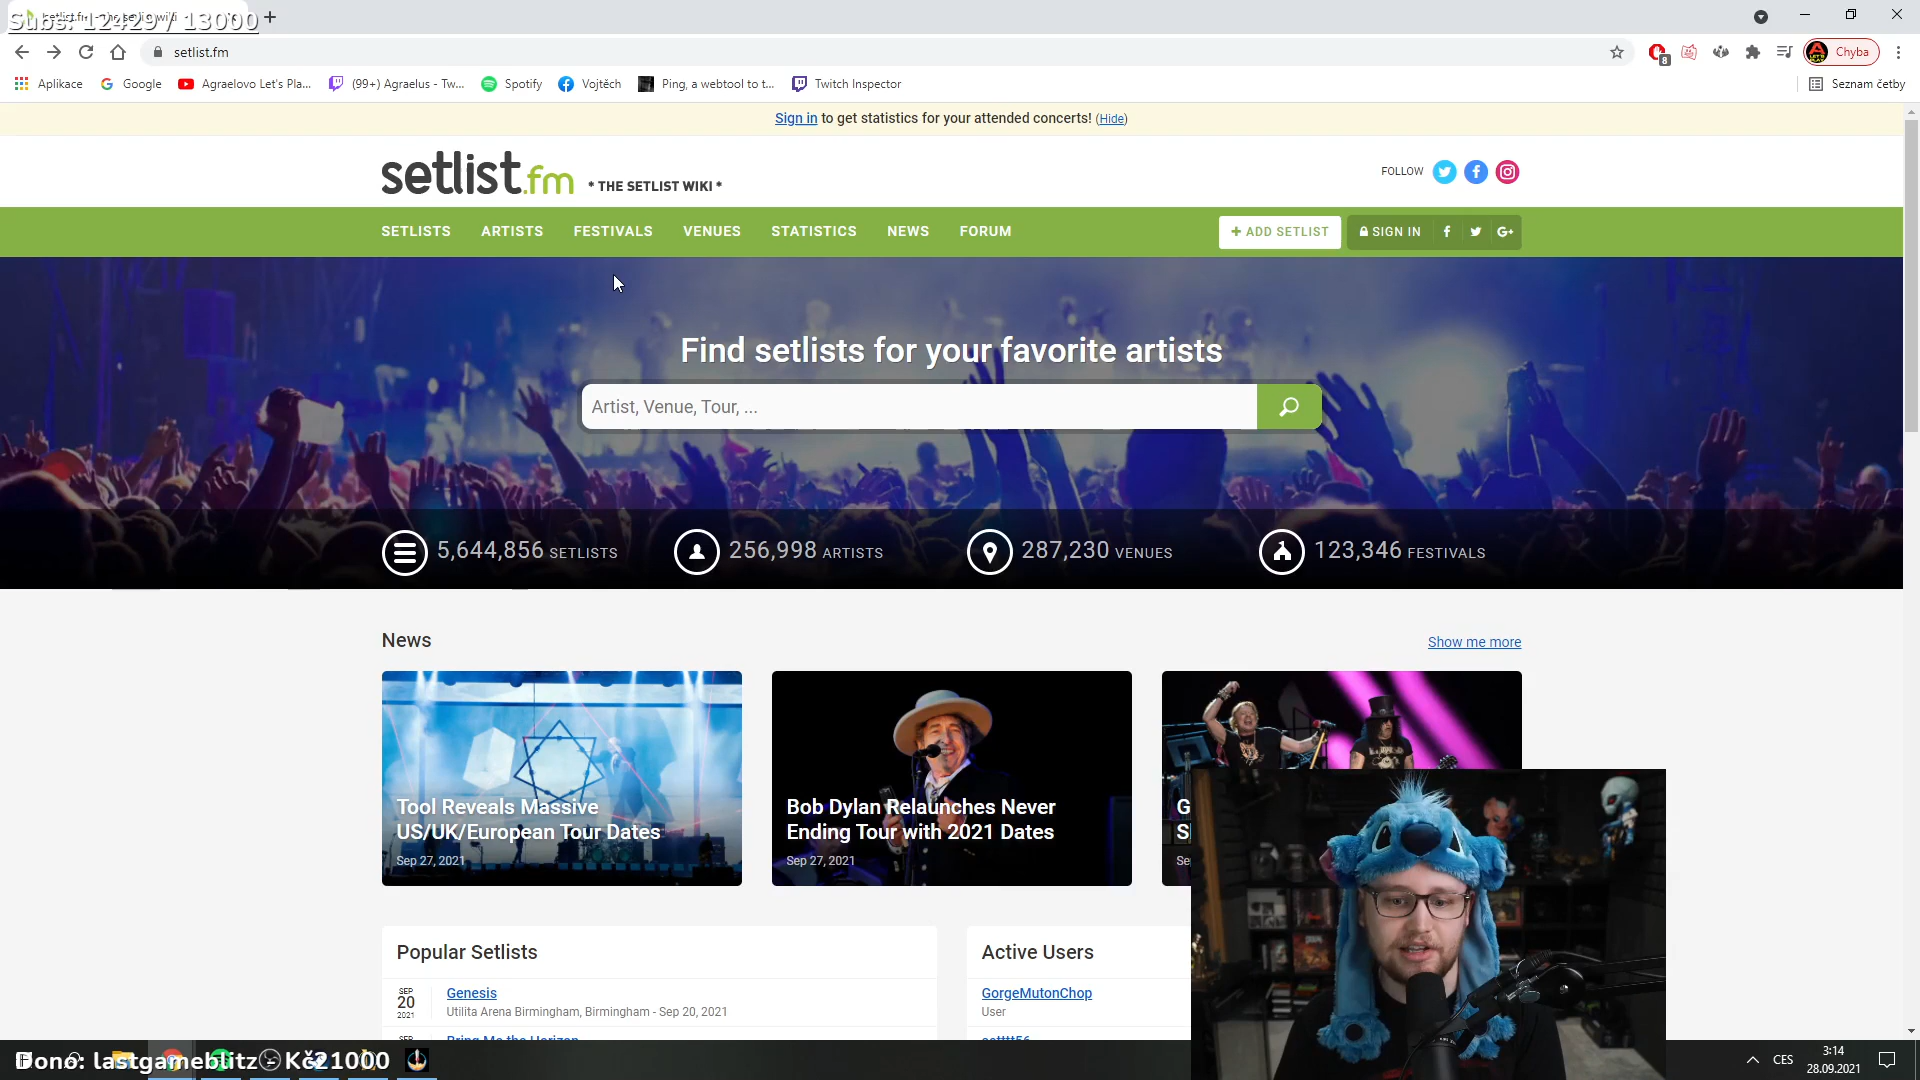 Subs: 12429 / 13000
setlist.fm
Chyba
8
Aplikace
Google
Agraelovo Let's Pla...
(99+) Agraelus - Tw...
Spotify
Vojtěch
Ping, a webtool to t...
Twitch Inspector
Seznam četby
Sign in to get statistics for your attended concerts! (Hide)
setlist.fm * THE SETLIST WIKI *
FOLLOW
SETLISTS ARTISTS FESTIVALS VENUES STATISTICS NEWS FORUM
+ ADD SETLIST
SIGN IN
G+
Find setlists for your favorite artists
Artist, Venue, Tour, ...
5,644,856 SETLISTS
256,998 ARTISTS
287,230 VENUES
123,346 FESTIVALS
News
Show me more
Tool Reveals Massive
US/UK/European Tour Dates
Sep 27, 2021
Bob Dylan Relaunches Never
Ending Tour with 2021 Dates
Sep 27, 2021
Popular Setlists
SEP
20
2021
Genesis
Utilita Arena Birmingham, Birmingham - Sep 20, 2021
SEP
Bring Me the Horizon
Active Users
GorgeMutonChop
User
Dono: lastgameblitz Kč21000
CES
3:14
28.09.2021